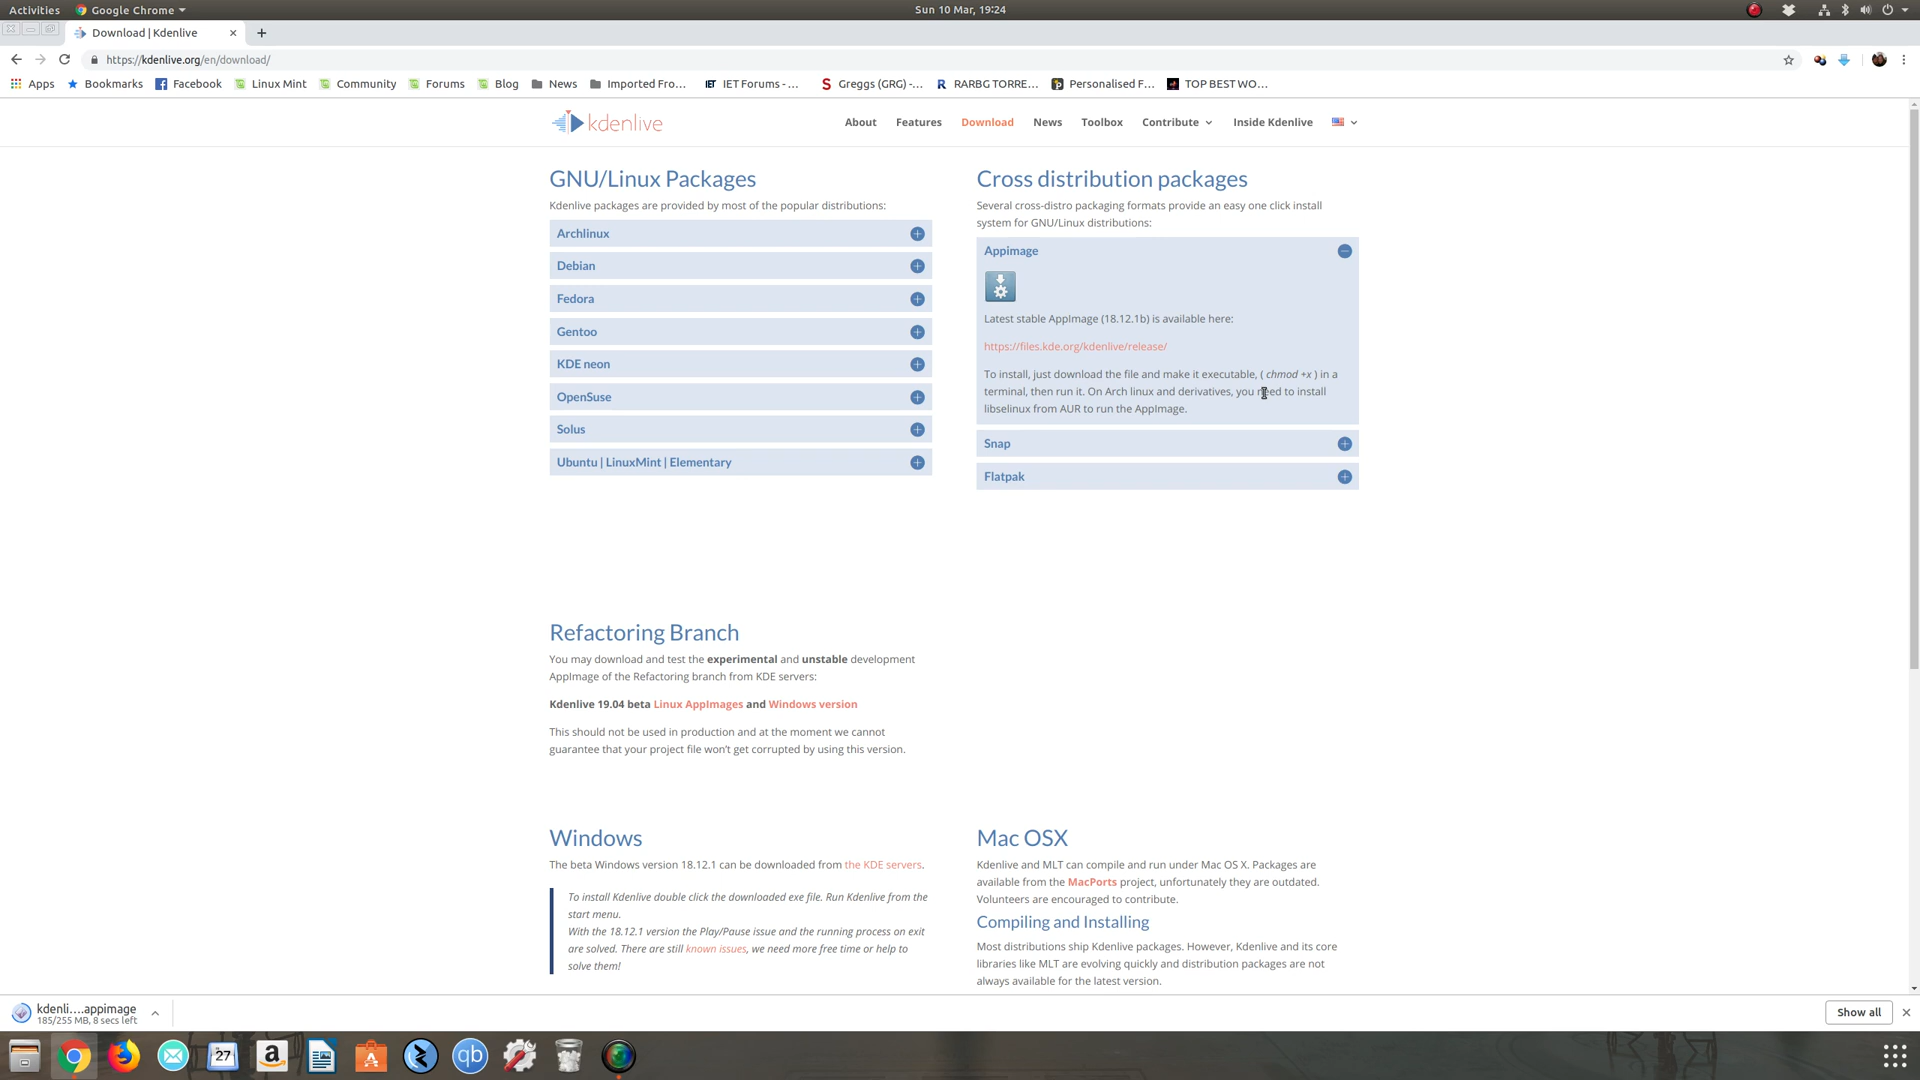 Activities
Google Chrome
Sun 10 Mar, 19:24
Download | Kdenlive
https://kdenlive.org/en/download/
Apps
Bookmarks
Facebook
Linux Mint
Community
Forums
Blog
News
Imported Fro...
IET IET Forums - ...
S Greggs (GRG) -...
R RARBG TORRE...
Personalised F...
TOP BEST WO...
kdenlive
About
Features
Download
News
Toolbox
Contribute
Inside Kdenlive
GNU/Linux Packages
Kdenlive packages are provided by most of the popular distributions:
Archlinux
Debian
Fedora
Gentoo
KDE neon
OpenSuse
Solus
Ubuntu | LinuxMint | Elementary
Cross distribution packages
Several cross-distro packaging formats provide an easy one click install
system for GNU/Linux distributions:
Appimage
Latest stable AppImage (18.12.1b) is available here:
https://files.kde.org/kdenlive/release/
To install, just download the file and make it executable, ( chmod +x ) in a
terminal, then run it. On Arch linux and derivatives, you need to install
libselinux from AUR to run the AppImage.
Snap
Flatpak
Refactoring Branch
You may download and test the experimental and unstable development
AppImage of the Refactoring branch from KDE servers:
Kdenlive 19.04 beta Linux AppImages and Windows version
This should not be used in production and at the moment we cannot
guarantee that your project file won't get corrupted by using this version.
Windows
The beta Windows version 18.12.1 can be downloaded from the KDE servers.
To install Kdenlive double click the downloaded exe file. Run Kdenlive from the
start menu.
With the 18.12.1 version the Play/Pause issue and the running process on exit
are solved. There are still known issues, we need more free time or help to
solve them!
Mac OSX
Kdenlive and MLT can compile and run under Mac OS X. Packages are
available from the MacPorts project, unfortunately they are outdated.
Volunteers are encouraged to contribute.
Compiling and Installing
Most distributions ship Kdenlive packages. However, Kdenlive and its core
libraries like MLT are evolving quickly and distribution packages are not
always available for the latest version.
kdenli....appimage
185/255 MB, 8 secs left
Show all
27
a
qb